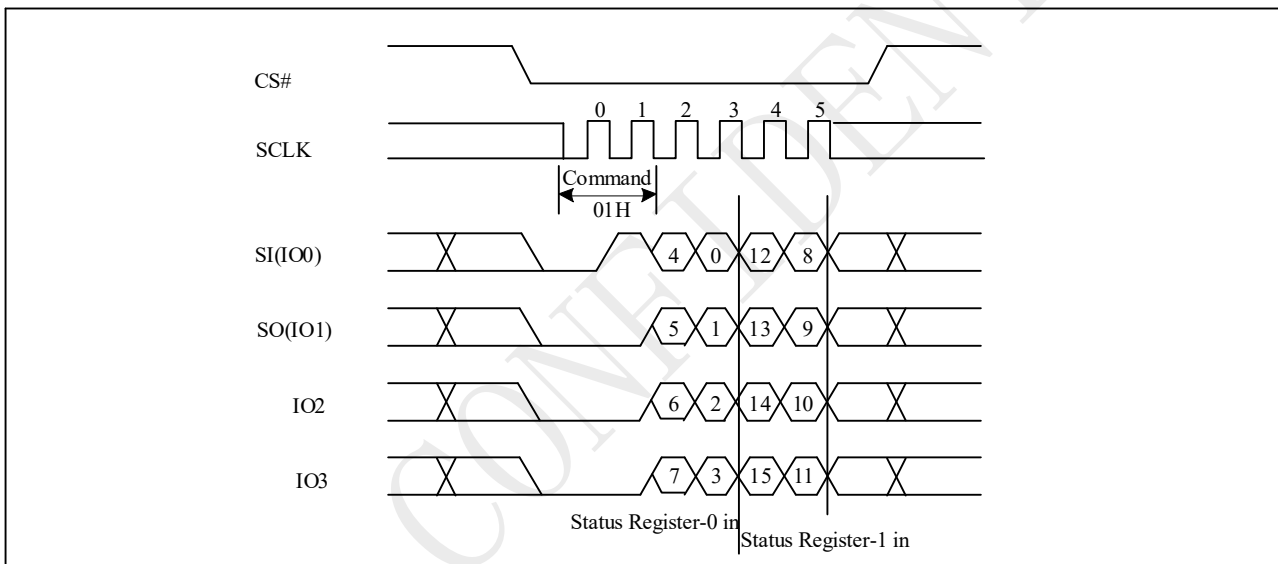 CONFIDEN
CS#
0 1 2 3 4 5
SCLK
Command
01H
SI(IO0) 4 0 12 8
SO(IO1) 5 1 13 9
IO2 6 2 14 10
IO3 7 3 15 11
Status Register-0 in
Status Register-1 in